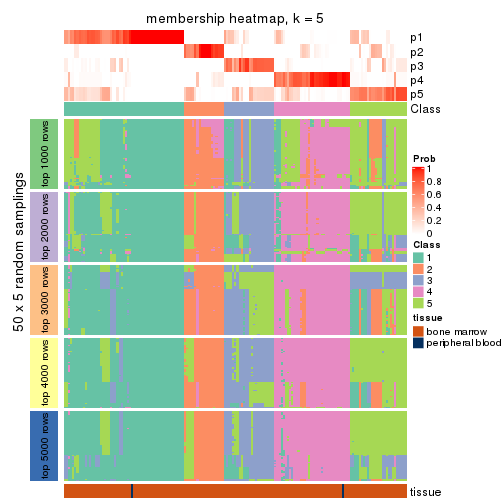 membership heatmap, k = 5
p1
p2
p3
p4
p5
Class
50 x 5 random samplings
top 1000 rows
top 2000 rows
top 3000 rows
top 4000 rows
top 5000 rows
Prob
1
0.8
0.6
0.4
0.2
0
Class
1
2
3
4
5
tissue
bone marrow
peripheral blood
tissue